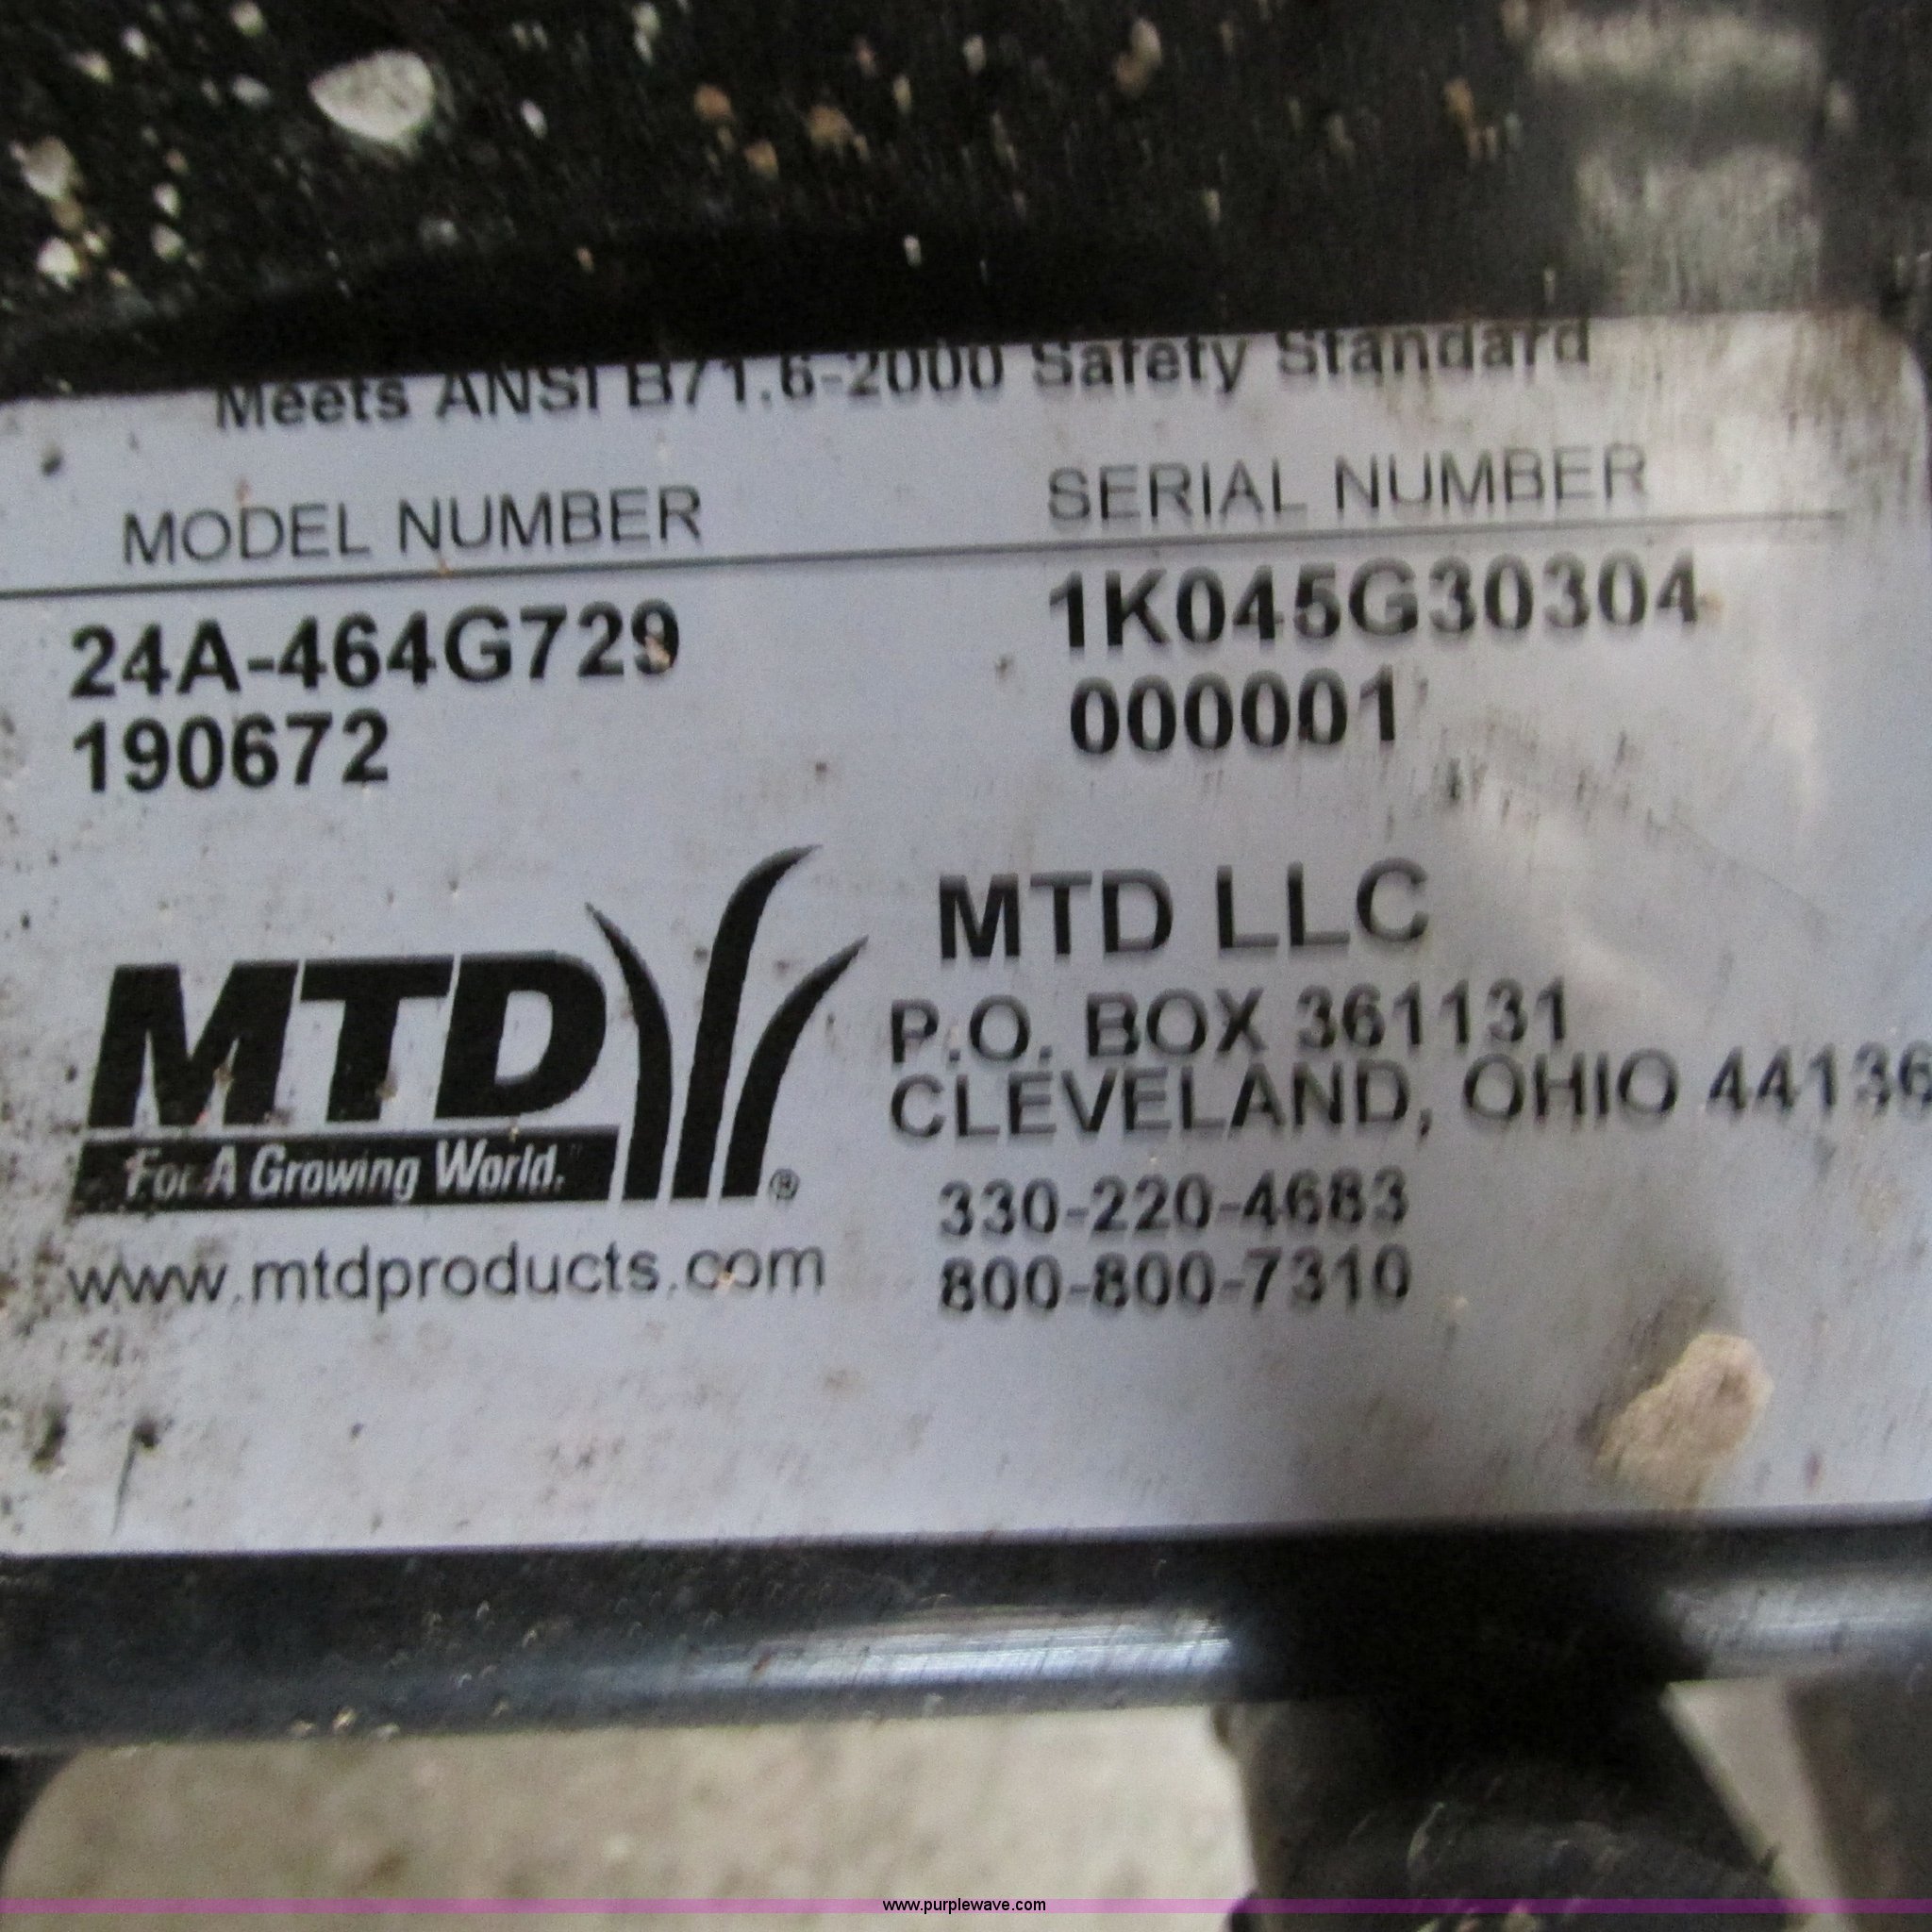 Meets ANSI B71.6-2000 Safety Standard
MODEL NUMBER SERIAL NUMBER
24A-464G729 1K045G30304
190672 000001
MTD
For A Growing World.
®
www.mtdproducts.com
MTD LLC
P.O. BOX 361131
CLEVELAND, OHIO 44136
330-220-4683
800-800-7310
www.purplewave.com